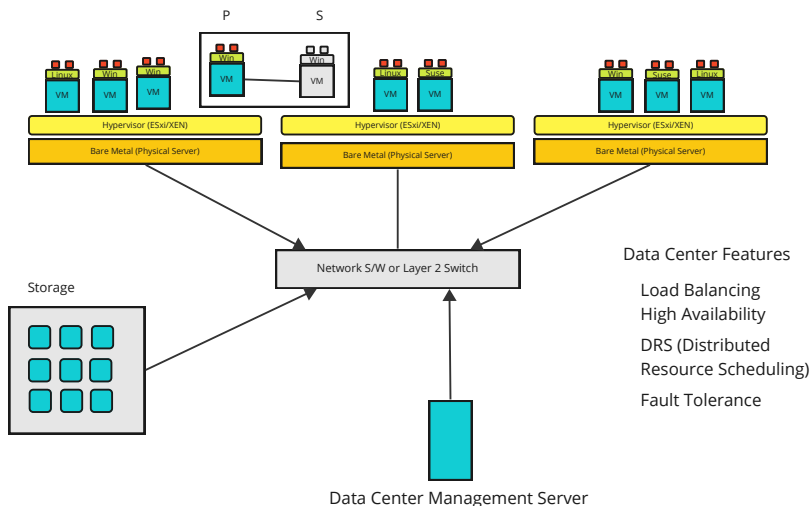 P S
Linux Win Win Win Win Linux Suse Win Suse Linux
VM VM VM VM VM VM VM VM VM VM
Hypervisor (ESxi/XEN) Hypervisor (ESxi/XEN) Hypervisor (ESxi/XEN)
Bare Metal (Physical Server) Bare Metal (Physical Server) Bare Metal (Physical Server)
Network S/W or Layer 2 Switch
Data Center Features
Storage
Load Balancing
High Availability
DRS (Distributed
Resource Scheduling)
Fault Tolerance
Data Center Management Server